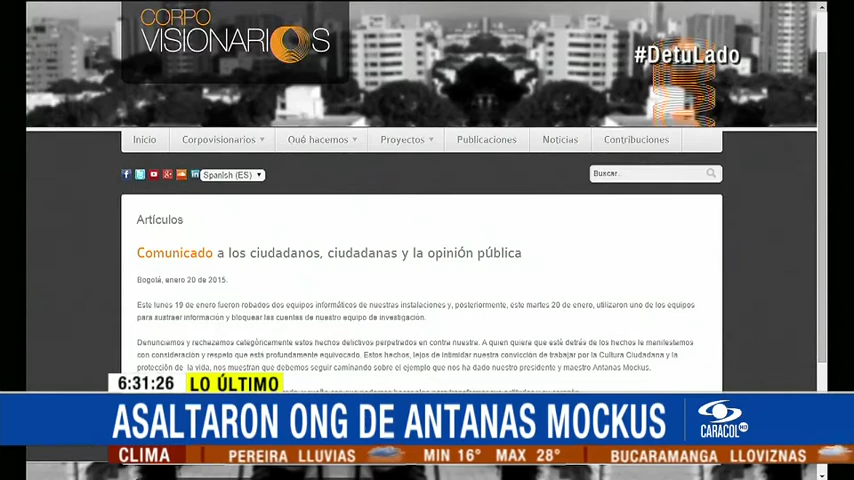 CORPO
VISIONARIOS
#DetuLado
Inicio Corpovisionarios Qué hacemos Proyectos Publicaciones Noticias Contribuciones
Spanish (ES) Buscar..
Artículos
Comunicado a los ciudadanos, ciudadanas y la opinión pública
Bogotá, enero 20 de 2015.
Este lunes 19 de enero fueron robados dos equipos informáticos de nuestras instalaciones y, posteriormente, este martes 20 de enero, utilizaron uno de los equipos
para sustraer información y bloquear las cuentas de nuestro equipo de investigación.
Denunciamos y rechazamos categóricamente estos hechos delictivos perpetrados en contra nuestra. A quien quiera que esté detrás de los hechos le manifestamos
con consideración y respeto que está profundamente equivocado. Estos hechos, lejos de intimidar nuestra convicción de trabajar por la Cultura Ciudadana y la
protección de la vida, nos muestran que debemos seguir caminando sobre el ejemplo que nos ha dado nuestro presidente y maestro Antanas Mockus.
6:31:26 LO ÚLTIMO
ASALTARON ONG DE ANTANAS MOCKUS
CARACOL HD
CLIMA PEREIRA LLUVIAS MIN 16° MAX 28° BUCARAMANGA LLOVIZNAS